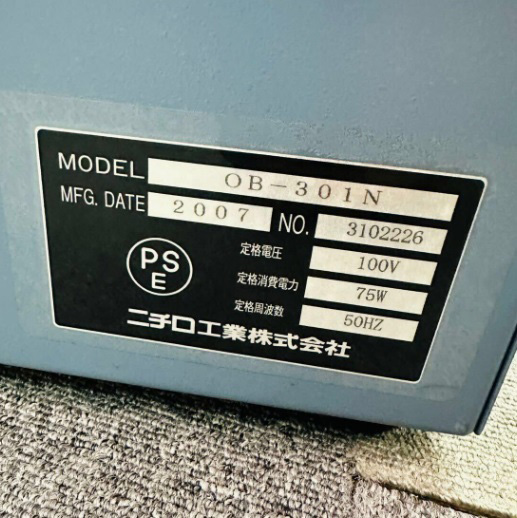 MODEL OB-301N
MFG. DATE 2007 NO. 3102226
定格電圧 100V
定格消費電力 75W
定格周波数 50HZ
PS
E
ニチロ工業株式会社